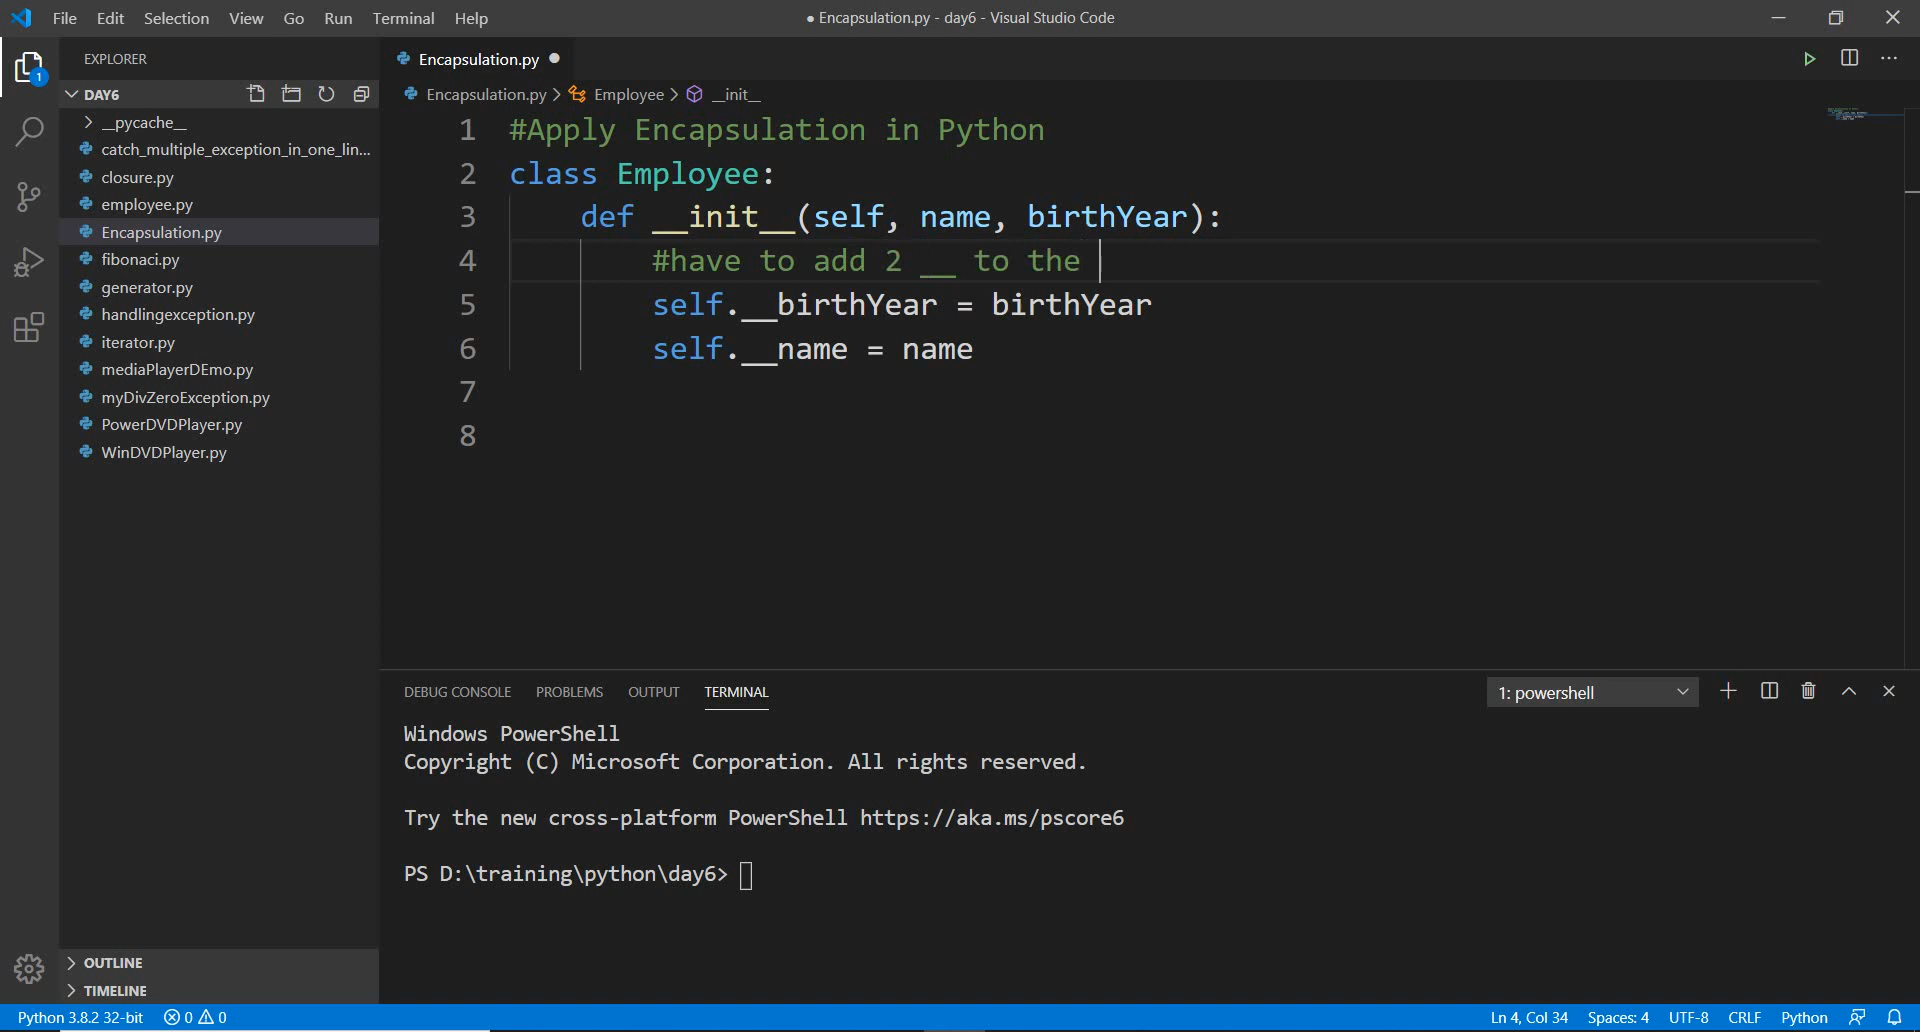 File Edit Selection View Go Run Terminal Help
● Encapsulation.py - day6 - Visual Studio Code
EXPLORER
1
DAY6
__pycache__
catch_multiple_exception_in_one_lin...
closure.py
employee.py
Encapsulation.py
fibonaci.py
generator.py
handlingexception.py
iterator.py
mediaPlayerDEmo.py
myDivZeroException.py
PowerDVDPlayer.py
WinDVDPlayer.py
OUTLINE
TIMELINE
Encapsulation.py ●
Encapsulation.py > Employee > __init__
1 #Apply Encapsulation in Python
2 class Employee:
3 def __init__(self, name, birthYear):
4 #have to add 2 __ to the
5 self.__birthYear = birthYear
6 self.__name = name
7
8
DEBUG CONSOLE PROBLEMS OUTPUT TERMINAL
1: powershell
Windows PowerShell
Copyright (C) Microsoft Corporation. All rights reserved.
Try the new cross-platform PowerShell https://aka.ms/pscore6
PS D:\training\python\day6>
Python 3.8.2 32-bit 0 0 Ln 4, Col 34 Spaces: 4 UTF-8 CRLF Python